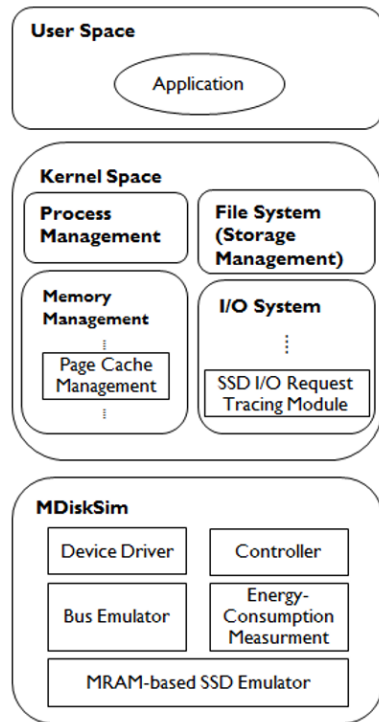 User Space
Application
Kernel Space
Process
Management
File System
(Storage
Management)
Memory
Management
Page Cache
Management
I/O System
SSD I/O Request
Tracing Module
MDiskSim
Device Driver
Controller
Bus Emulator
Energy-
Consumption
Measurment
MRAM-based SSD Emulator